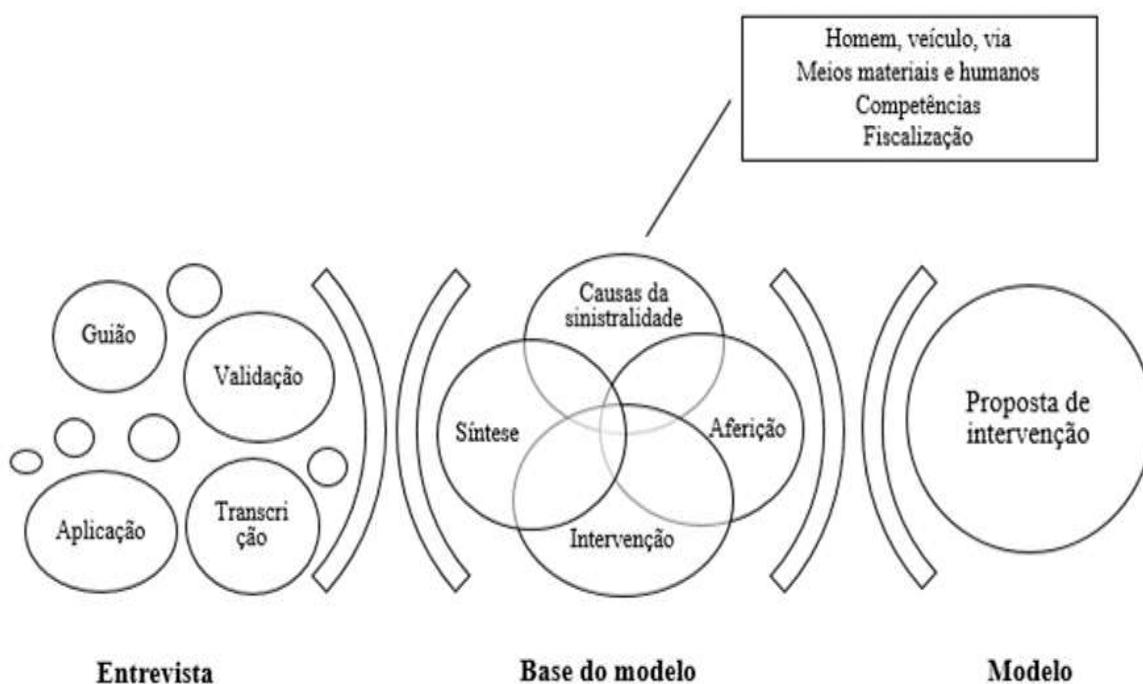 Homem, veículo, via
Meios materiais e humanos
Competências
Fiscalização
Guião
Validação
Aplicação
Transcri
ção
Causas da
sinistralidade
Síntese
Aferição
Intervenção
Proposta de
intervenção
Entrevista
Base do modelo
Modelo